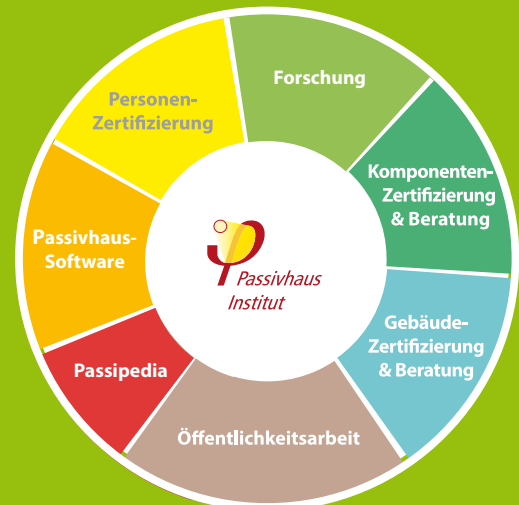 Forschung
Komponenten-
Zertifizierung
& Beratung
Gebäude-
Zertifizierung
& Beratung
Öffentlichkeitsarbeit
Passipedia
Passivhaus-
Software
Personen-
Zertifizierung
Passivhaus
Institut